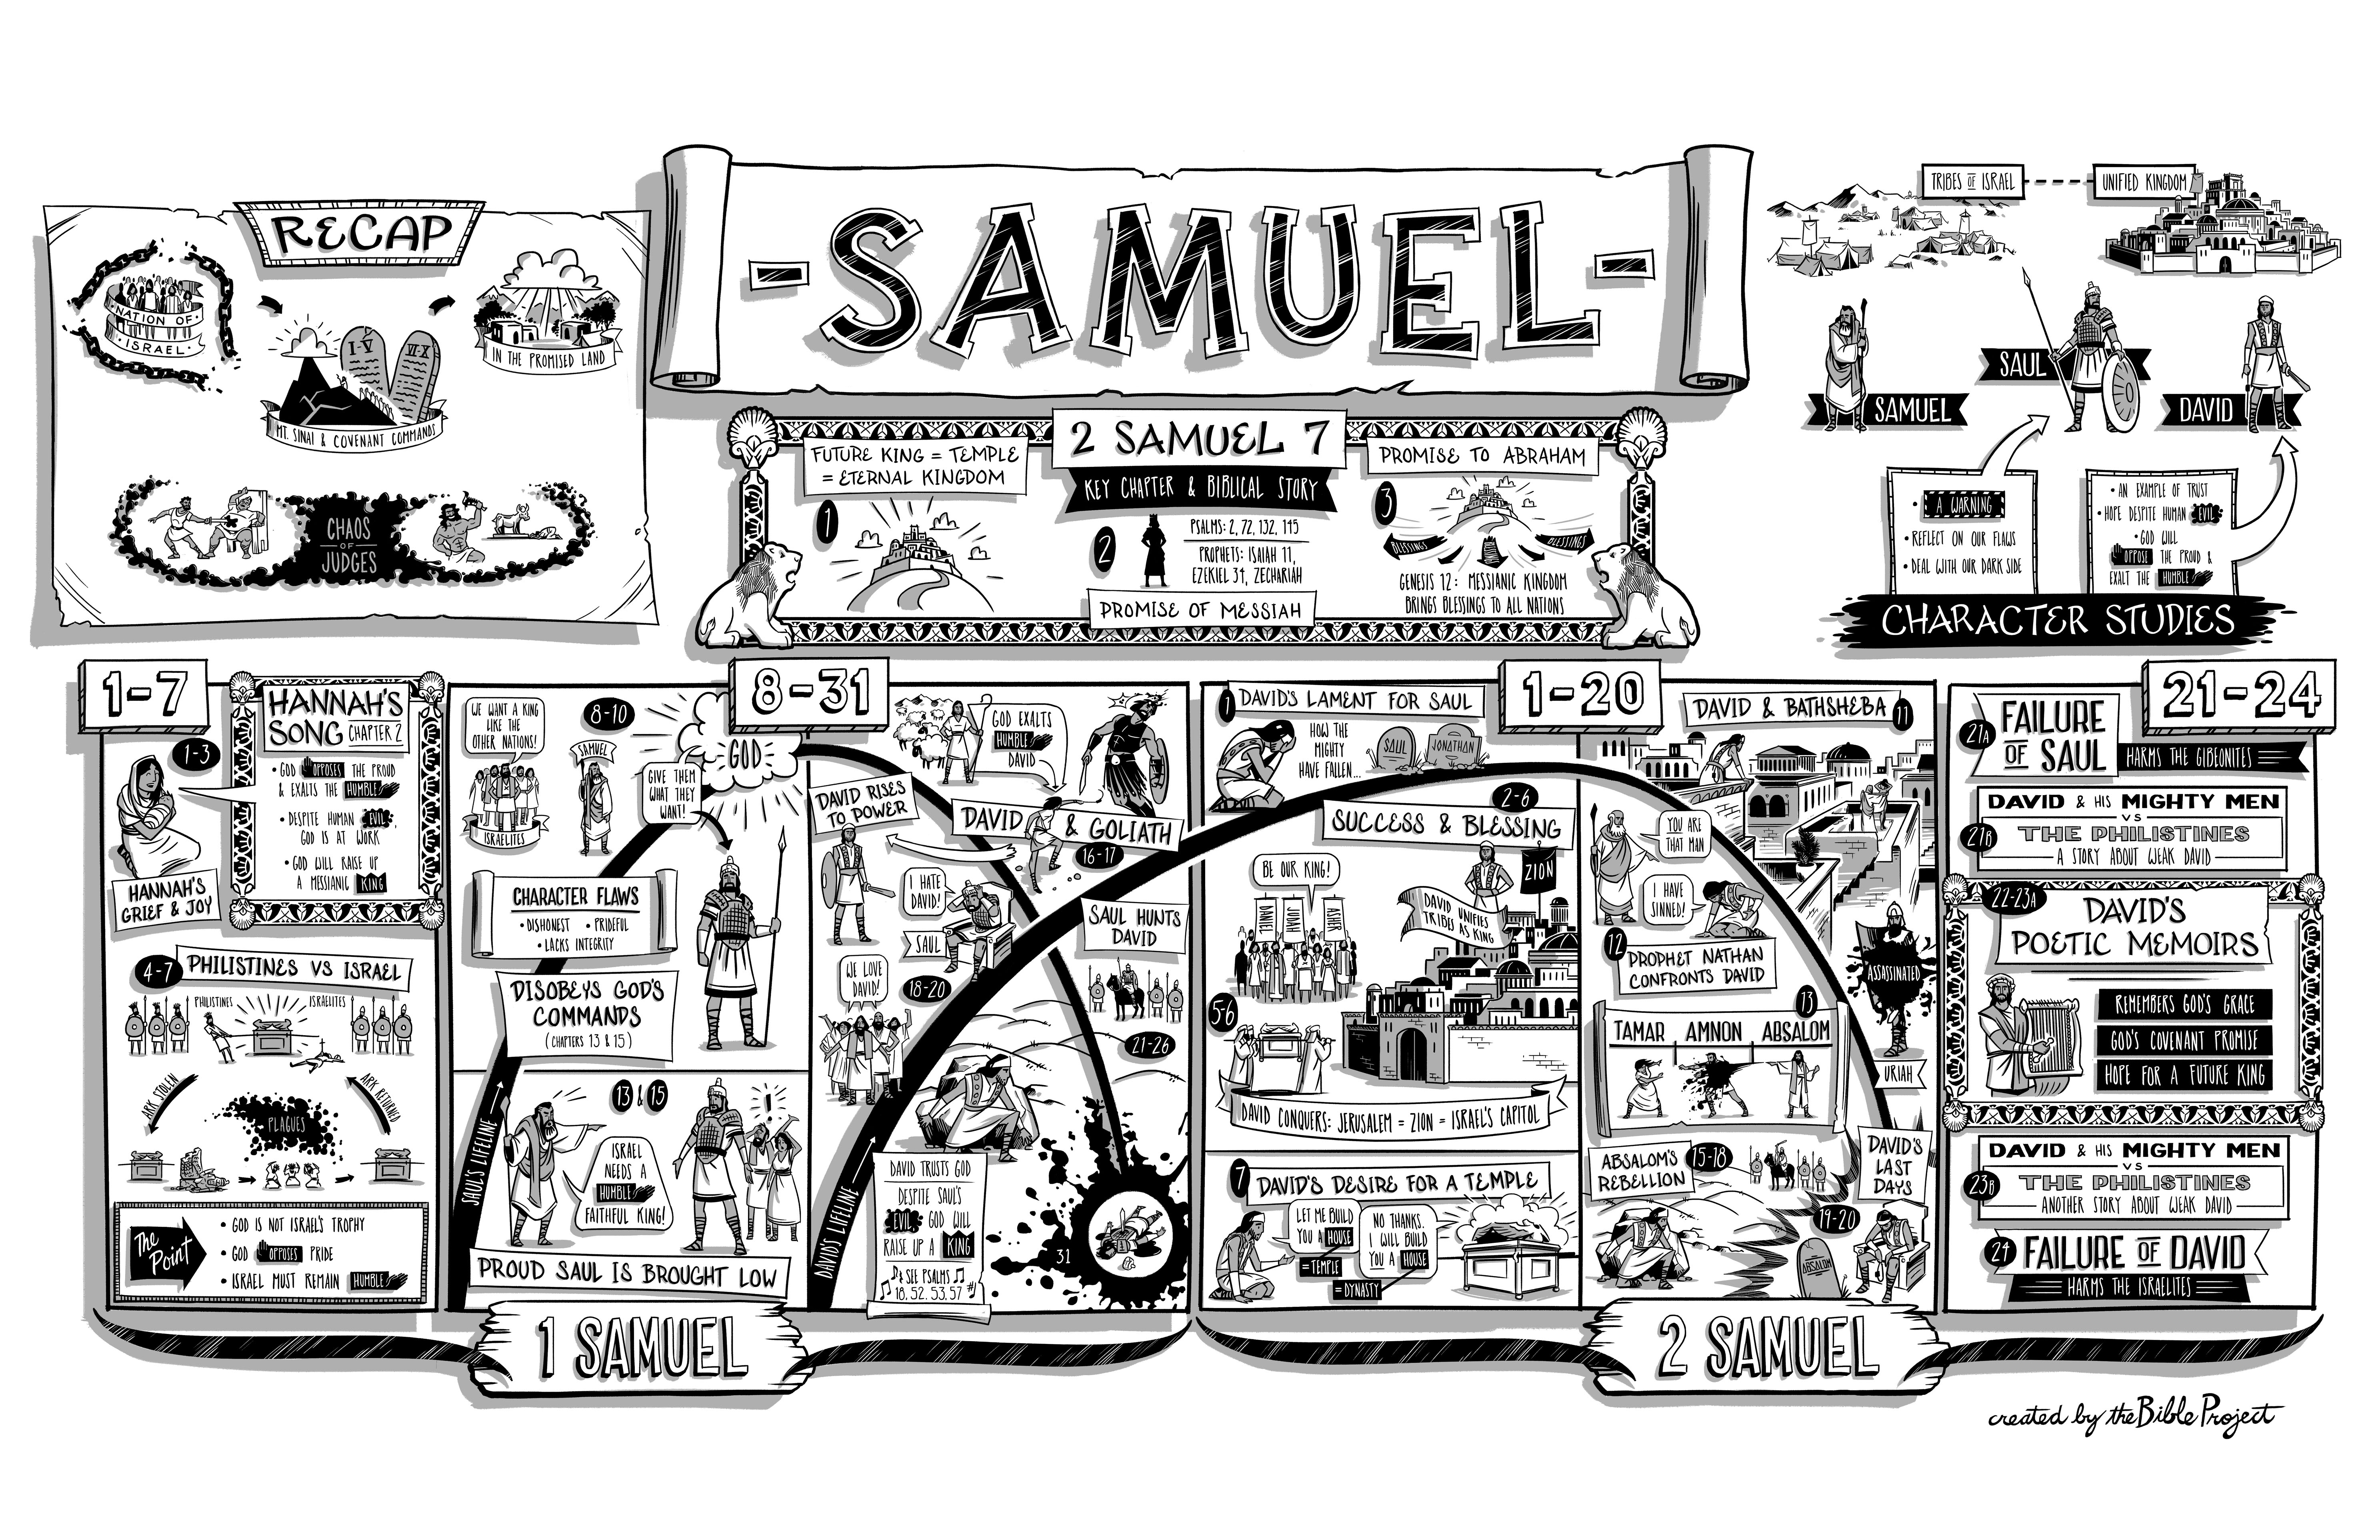 RECAP
NATION OF
ISRAEL
I-V
VI-X
MT. SINAI & COVENANT COMMANDS
IN THE PROMISED LAND
CHAOS
OF
JUDGES
-SAMUEL-
2 SAMUEL 7
KEY CHAPTER & BIBLICAL STORY
FUTURE KING = TEMPLE
= ETERNAL KINGDOM
1
2
PSALMS: 2, 72, 132, 145
PROPHETS: ISAIAH 11,
EZEKIEL 34, ZECHARIAH
PROMISE OF MESSIAH
PROMISE TO ABRAHAM
3
BLESSINGS
BLESSINGS
GENESIS 12: MESSIANIC KINGDOM
BRINGS BLESSINGS TO ALL NATIONS
TRIBES OF ISRAEL
UNIFIED KINGDOM
SAMUEL
SAUL
DAVID
• A WARNING
• REFLECT ON OUR FLAWS
• DEAL WITH OUR DARK SIDE
• AN EXAMPLE OF TRUST
• HOPE DESPITE HUMAN EVIL
• GOD WILL
OPPOSE THE PROUD &
EXALT THE HUMBLE
CHARACTER STUDIES
1-7
1-3
HANNAH'S
SONG CHAPTER 2
• GOD OPPOSES THE PROUD
& EXALTS THE HUMBLE
• DESPITE HUMAN EVIL,
GOD IS AT WORK
• GOD WILL RAISE UP
A MESSIANIC KING
HANNAH'S
GRIEF & JOY
4-7 PHILISTINES VS ISRAEL
PHILISTINES
ISRAELITES
ARK STOLEN
PLAGUES
ARK RETURNS
The
Point
• GOD IS NOT ISRAEL'S TROPHY
• GOD OPPOSES PRIDE
• ISRAEL MUST REMAIN HUMBLE
8-31
WE WANT A KING
LIKE THE
OTHER NATIONS!
ISRAELITES
8-10
SAMUEL
GOD
GIVE THEM
WHAT THEY
WANT!
CHARACTER FLAWS
• DISHONEST • PRIDEFUL
• LACKS INTEGRITY
DISOBEYS GOD'S
COMMANDS
(CHAPTERS 13 & 15)
SAUL'S LIFELINE
13 & 15
ISRAEL
NEEDS A
HUMBLE
FAITHFUL KING!
!
PROUD SAUL IS BROUGHT LOW
GOD EXALTS
HUMBLE
DAVID
DAVID RISES
TO POWER
DAVID & GOLIATH
16-17
I HATE
DAVID!
SAUL
WE LOVE
DAVID!
18-20
SAUL HUNTS
DAVID
21-26
DAVID'S LIFELINE
DAVID TRUSTS GOD
DESPITE SAUL'S
EVIL: GOD WILL
RAISE UP A KING
SEE PSALMS
18, 52, 53, 57
31
1 SAMUEL
1-20
1 DAVID'S LAMENT FOR SAUL
HOW THE
MIGHTY
HAVE FALLEN...
SAUL
JONATHAN
2-6
SUCCESS & BLESSING
BE OUR KING!
DANIEL
JUDAH
ASHER
ZION
DAVID UNIFIES
TRIBES AS KING
5-6
DAVID CONQUERS: JERUSALEM = ZION = ISRAEL'S CAPITOL
7 DAVID'S DESIRE FOR A TEMPLE
LET ME BUILD
YOU A HOUSE
= TEMPLE
NO THANKS.
I WILL BUILD
YOU A HOUSE
= DYNASTY
DAVID & BATHSHEBA 11
YOU ARE
THAT MAN
I HAVE
SINNED!
12
PROPHET NATHAN
CONFRONTS DAVID
ASSASSINATED
URIAH
13
TAMAR AMNON ABSALOM
ABSALOM'S
REBELLION
15-18
DAVID'S
LAST
DAYS
19-20
ABSALOM
2 SAMUEL
21-24
21A
FAILURE
OF SAUL
HARMS THE GIBEONITES
21B
DAVID & HIS MIGHTY MEN
VS
THE PHILISTINES
A STORY ABOUT WEAK DAVID
22-23A
DAVID'S
POETIC MEMOIRS
REMEMBERS GOD'S GRACE
GOD'S COVENANT PROMISE
HOPE FOR A FUTURE KING
23B
DAVID & HIS MIGHTY MEN
VS
THE PHILISTINES
ANOTHER STORY ABOUT WEAK DAVID
24 FAILURE OF DAVID
HARMS THE ISRAELITES
created by theBibleProject